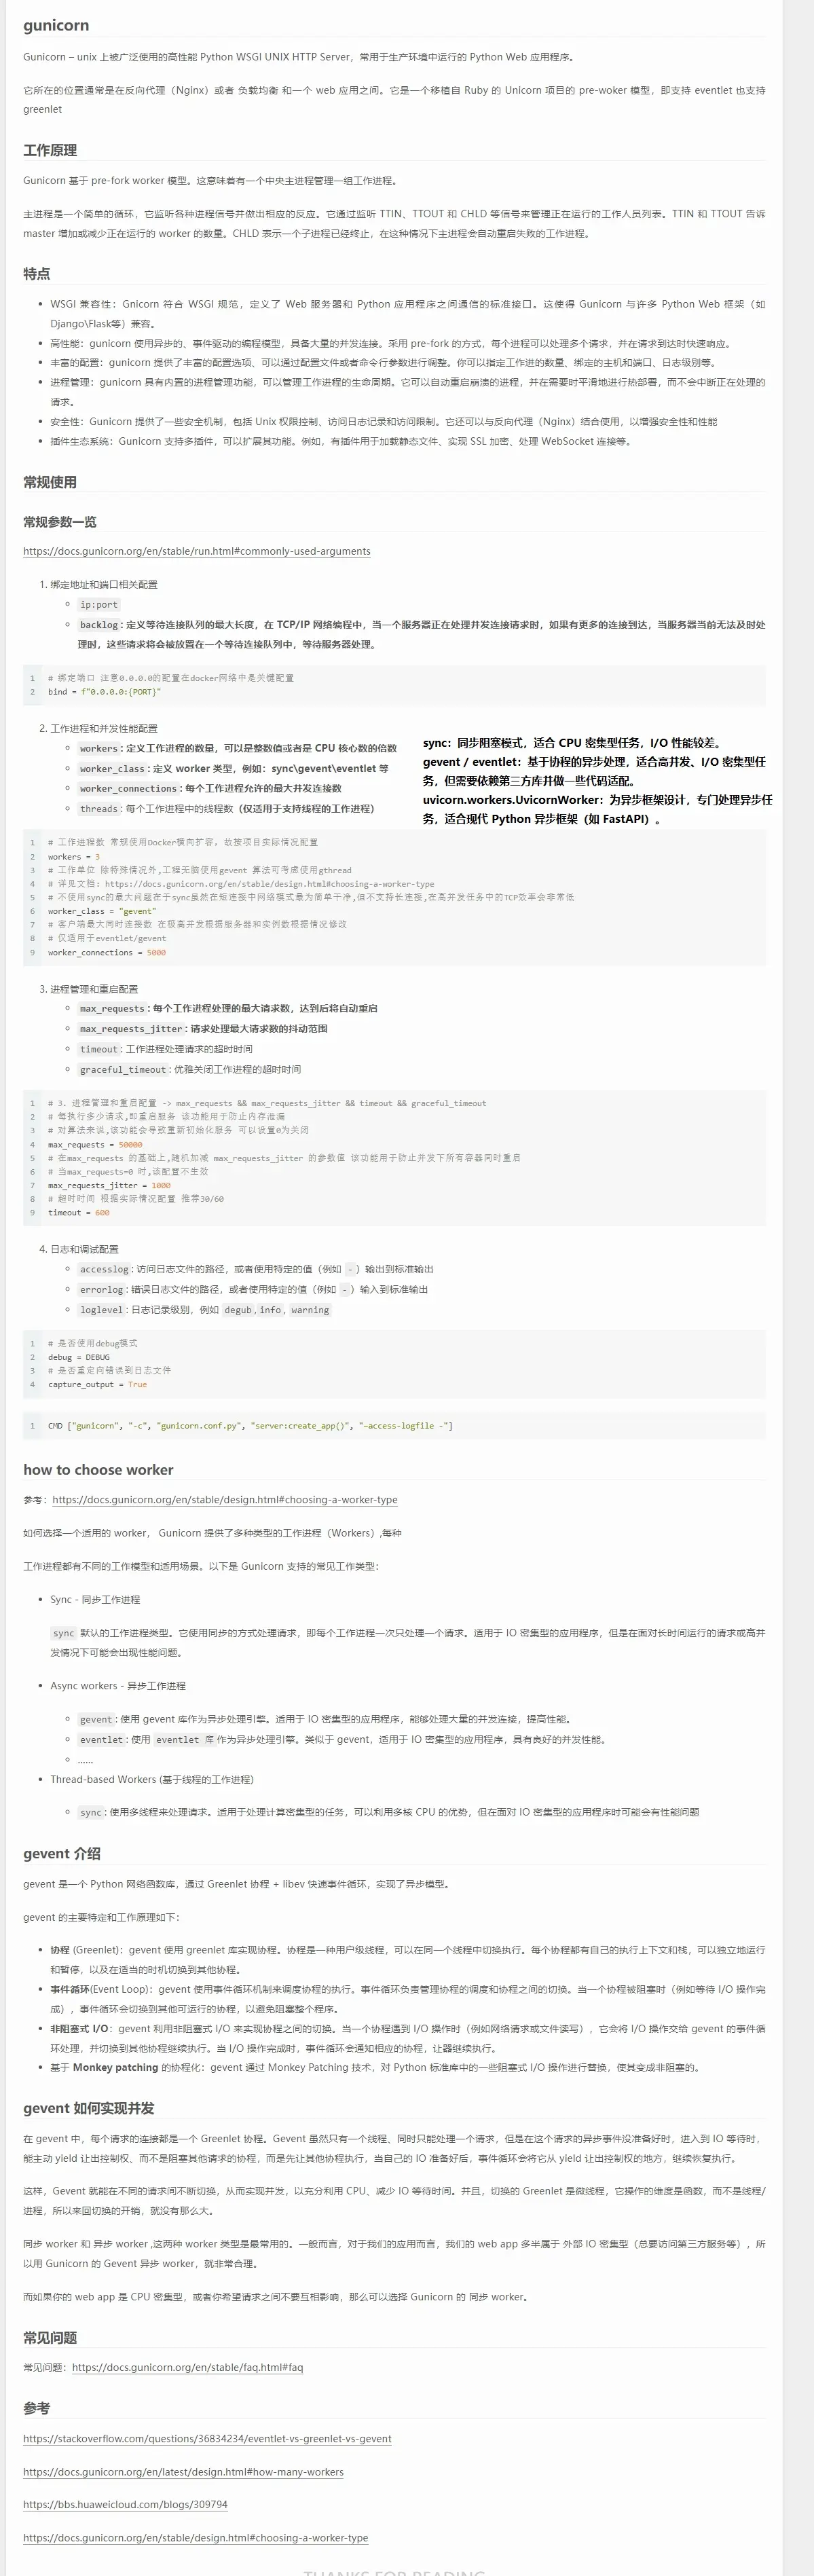 gunicorn
Gunicorn – unix 上被广泛使用的高性能 Python WSGI UNIX HTTP Server，常用于生产环境中运行的 Python Web 应用程序。
它所在的位置通常是在反向代理（Nginx）或者 负载均衡 和一个 web 应用之间。它是一个移植自 Ruby 的 Unicorn 项目的 pre-woker 模型，即支持 eventlet 也支持
greenlet
工作原理
Gunicorn 基于 pre-fork worker 模型。这意味着有一个中央主进程管理一组工作进程。
主进程是一个简单的循环，它监听各种进程信号并做出相应的反应。它通过监听 TTIN、TTOUT 和 CHLD 等信号来管理正在运行的工作人员列表。TTIN 和 TTOUT 告诉
master 增加或减少正在运行的 worker 的数量。CHLD 表示一个子进程已经终止，在这种情况下主进程会自动重启失败的工作进程。
特点
• WSGI 兼容性：Gnicorn 符合 WSGI 规范，定义了 Web 服务器和 Python 应用程序之间通信的标准接口。这使得 Gunicorn 与许多 Python Web 框架（如
Django\Flask等）兼容。
• 高性能：gunicorn 使用异步的、事件驱动的编程模型，具备大量的并发连接。采用 pre-fork 的方式，每个进程可以处理多个请求，并在请求到达时快速响应。
• 丰富的配置：gunicorn 提供了丰富的配置选项、可以通过配置文件或者命令行参数进行调整。你可以指定工作进的数量、绑定的主机和端口、日志级别等。
• 进程管理：gunicorn 具有内置的进程管理功能，可以管理工作进程的生命周期。它可以自动重启崩溃的进程，并在需要时平滑地进行热部署，而不会中断正在处理的
请求。
• 安全性：Gunicorn 提供了一些安全机制，包括 Unix 权限控制、访问日志记录和访问限制。它还可以与反向代理（Nginx）结合使用，以增强安全性和性能
• 插件生态系统：Gunicorn 支持多插件，可以扩展其功能。例如，有插件用于加载静态文件、实现 SSL 加密、处理 WebSocket 连接等。
常规使用
常规参数一览
https://docs.gunicorn.org/en/stable/run.html#commonly-used-arguments
1. 绑定地址和端口相关配置
ip:port
backlog: 定义等待连接队列的最大长度，在 TCP/IP 网络编程中，当一个服务器正在处理并发连接请求时，如果有更多的连接到达，当服务器当前无法及时处
理时，这些请求将会被放置在一个等待连接队列中，等待服务器处理。
1 # 绑定端口 注意0.0.0.0的配置在docker网络中是关键配置
2 bind = f"0.0.0.0:{PORT}"
2. 工作进程和并发性能配置
workers: 定义工作进程的数量，可以是整数值或者是 CPU 核心数的倍数
worker_class: 定义 worker 类型，例如：sync\gevent\eventlet 等
worker_connections: 每个工作进程允许的最大并发连接数
threads: 每个工作进程中的线程数（仅适用于支持线程的工作进程）
sync：同步阻塞模式，适合 CPU 密集型任务，I/O 性能较差。
gevent / eventlet：基于协程的异步处理，适合高并发、I/O 密集型任
务，但需要依赖第三方库并做一些代码适配。
uvicorn.workers.UvicornWorker：为异步框架设计，专门处理异步任
务，适合现代 Python 异步框架（如 FastAPI）。
1 # 工作进程数 常规使用Docker横向扩容, 故按项目实际情况配置
2 workers = 3
3 # 工作单位 除特殊情况外,工程无脑使用gevent 算法可考虑使用gthread
4 # 详见文档: https://docs.gunicorn.org/en/stable/design.html#choosing-a-worker-type
5 # 不使用sync的最大问题在于sync虽然在短连接中网络模式最为简单干净,但不支持长连接,在高并发任务中的TCP效率会非常低
6 worker_class = "gevent"
7 # 客户端最大同时连接数 在极高并发根据服务器和实例数根据情况修改
8 # 仅适用于eventlet/gevent
9 worker_connections = 5000
3. 进程管理和重启配置
max_requests: 每个工作进程处理的最大请求数，达到后将自动重启
max_requests_jitter: 请求处理最大请求数的抖动范围
timeout: 工作进程处理请求的超时时间
graceful_timeout: 优雅关闭工作进程的超时时间
1 # 3. 进程管理和重启配置 -> max_requests && max_requests_jitter && timeout && graceful_timeout
2 # 每执行多少请求,即重启服务 该功能用于防止内存泄漏
3 # 对算法来说,该功能会导致重新初始化服务 可以设置0为关闭
4 max_requests = 50000
5 # 在max_requests 的基础上,随机加减 max_requests_jitter 的参数值 该功能用于防止并发下所有容器同时重启
6 # 当max_requests=0 时,该配置不生效
7 max_requests_jitter = 1000
8 # 超时时间 根据实际情况配置 推荐30/60
9 timeout = 600
4. 日志和调试配置
accesslog: 访问日志文件的路径，或者使用特定的值（例如 - ）输出到标准输出
errorlog: 错误日志文件的路径，或者使用特定的值（例如 - ）输入到标准输出
loglevel: 日志记录级别，例如 degub,info, warning
1 # 是否使用debug模式
2 debug = DEBUG
3 # 是否重定向错误到日志文件
4 capture_output = True
1 CMD ["gunicorn", "-c", "gunicorn.conf.py", "server:create_app()", "–access-logfile -"]
how to choose worker
参考：https://docs.gunicorn.org/en/stable/design.html#choosing-a-worker-type
如何选择一个适用的 worker， Gunicorn 提供了多种类型的工作进程（Workers）,每种
工作进程都有不同的工作模型和适用场景。以下是 Gunicorn 支持的常见工作类型：
• Sync - 同步工作进程
sync 默认的工作进程类型。它使用同步的方式处理请求，即每个工作进程一次只处理一个请求。适用于 IO 密集型的应用程序，但是在面对长时间运行的请求或高并
发情况下可能会出现性能问题。
• Async workers - 异步工作进程
gevent: 使用 gevent 库作为异步处理引擎。适用于 IO 密集型的应用程序，能够处理大量的并发连接，提高性能。
eventlet: 使用 eventlet 库 作为异步处理引擎。类似于 gevent，适用于 IO 密集型的应用程序，具有良好的并发性能。
……
• Thread-based Workers (基于线程的工作进程)
sync: 使用多线程来处理请求。适用于处理计算密集型的任务，可以利用多核 CPU 的优势，但在面对 IO 密集型的应用程序时可能会有性能问题
gevent 介绍
gevent 是一个 Python 网络函数库，通过 Greenlet 协程 + libev 快速事件循环，实现了异步模型。
gevent 的主要特定和工作原理如下：
• 协程 (Greenlet)：gevent 使用 greenlet 库实现协程。协程是一种用户级线程，可以在同一个线程中切换执行。每个协程都有自己的执行上下文和栈，可以独立地运行
和暂停，以及在适当的时机切换到其他协程。
• 事件循环(Event Loop)：gevent 使用事件循环机制来调度协程的执行。事件循环负责管理协程的调度和协程之间的切换。当一个协程被阻塞时（例如等待 I/O 操作完
成），事件循环会切换到其他可运行的协程，以避免阻塞整个程序。
• 非阻塞式 I/O：gevent 利用非阻塞式 I/O 来实现协程之间的切换。当一个协程遇到 I/O 操作时（例如网络请求或文件读写），它会将 I/O 操作交给 gevent 的事件循
环处理，并切换到其他协程继续执行。当 I/O 操作完成时，事件循环会通知相应的协程，让器继续执行。
• 基于 Monkey patching 的协程化：gevent 通过 Monkey Patching 技术，对 Python 标准库中的一些阻塞式 I/O 操作进行替换，使其变成非阻塞的。
gevent 如何实现并发
在 gevent 中，每个请求的连接都是一个 Greenlet 协程。Gevent 虽然只有一个线程、同时只能处理一个请求，但是在这个请求的异步事件没准备好时，进入到 IO 等待时，
能主动 yield 让出控制权、而不是阻塞其他请求的协程，而是先让其他协程执行，当自己的 IO 准备好后，事件循环会将它从 yield 让出控制权的地方，继续恢复执行。
这样，Gevent 就能在不同的请求间不断切换，从而实现并发，以充分利用 CPU、减少 IO 等待时间。并且，切换的 Greenlet 是微线程，它操作的维度是函数，而不是线程/
进程，所以来回切换的开销，就没有那么大。
同步 worker 和 异步 worker ,这两种 worker 类型是最常用的。一般而言，对于我们的应用而言，我们的 web app 多半属于 外部 IO 密集型（总要访问第三方服务等），所
以用 Gunicorn 的 Gevent 异步 worker，就非常合理。
而如果你的 web app 是 CPU 密集型，或者你希望请求之间不要互相影响，那么可以选择 Gunicorn 的 同步 worker。
常见问题
常见问题：https://docs.gunicorn.org/en/stable/faq.html#faq
参考
https://stackoverflow.com/questions/36834234/eventlet-vs-greenlet-vs-gevent
https://docs.gunicorn.org/en/latest/design.html#how-many-workers
https://bbs.huaweicloud.com/blogs/309794
https://docs.gunicorn.org/en/stable/design.html#choosing-a-worker-type
THANKS FOR READING